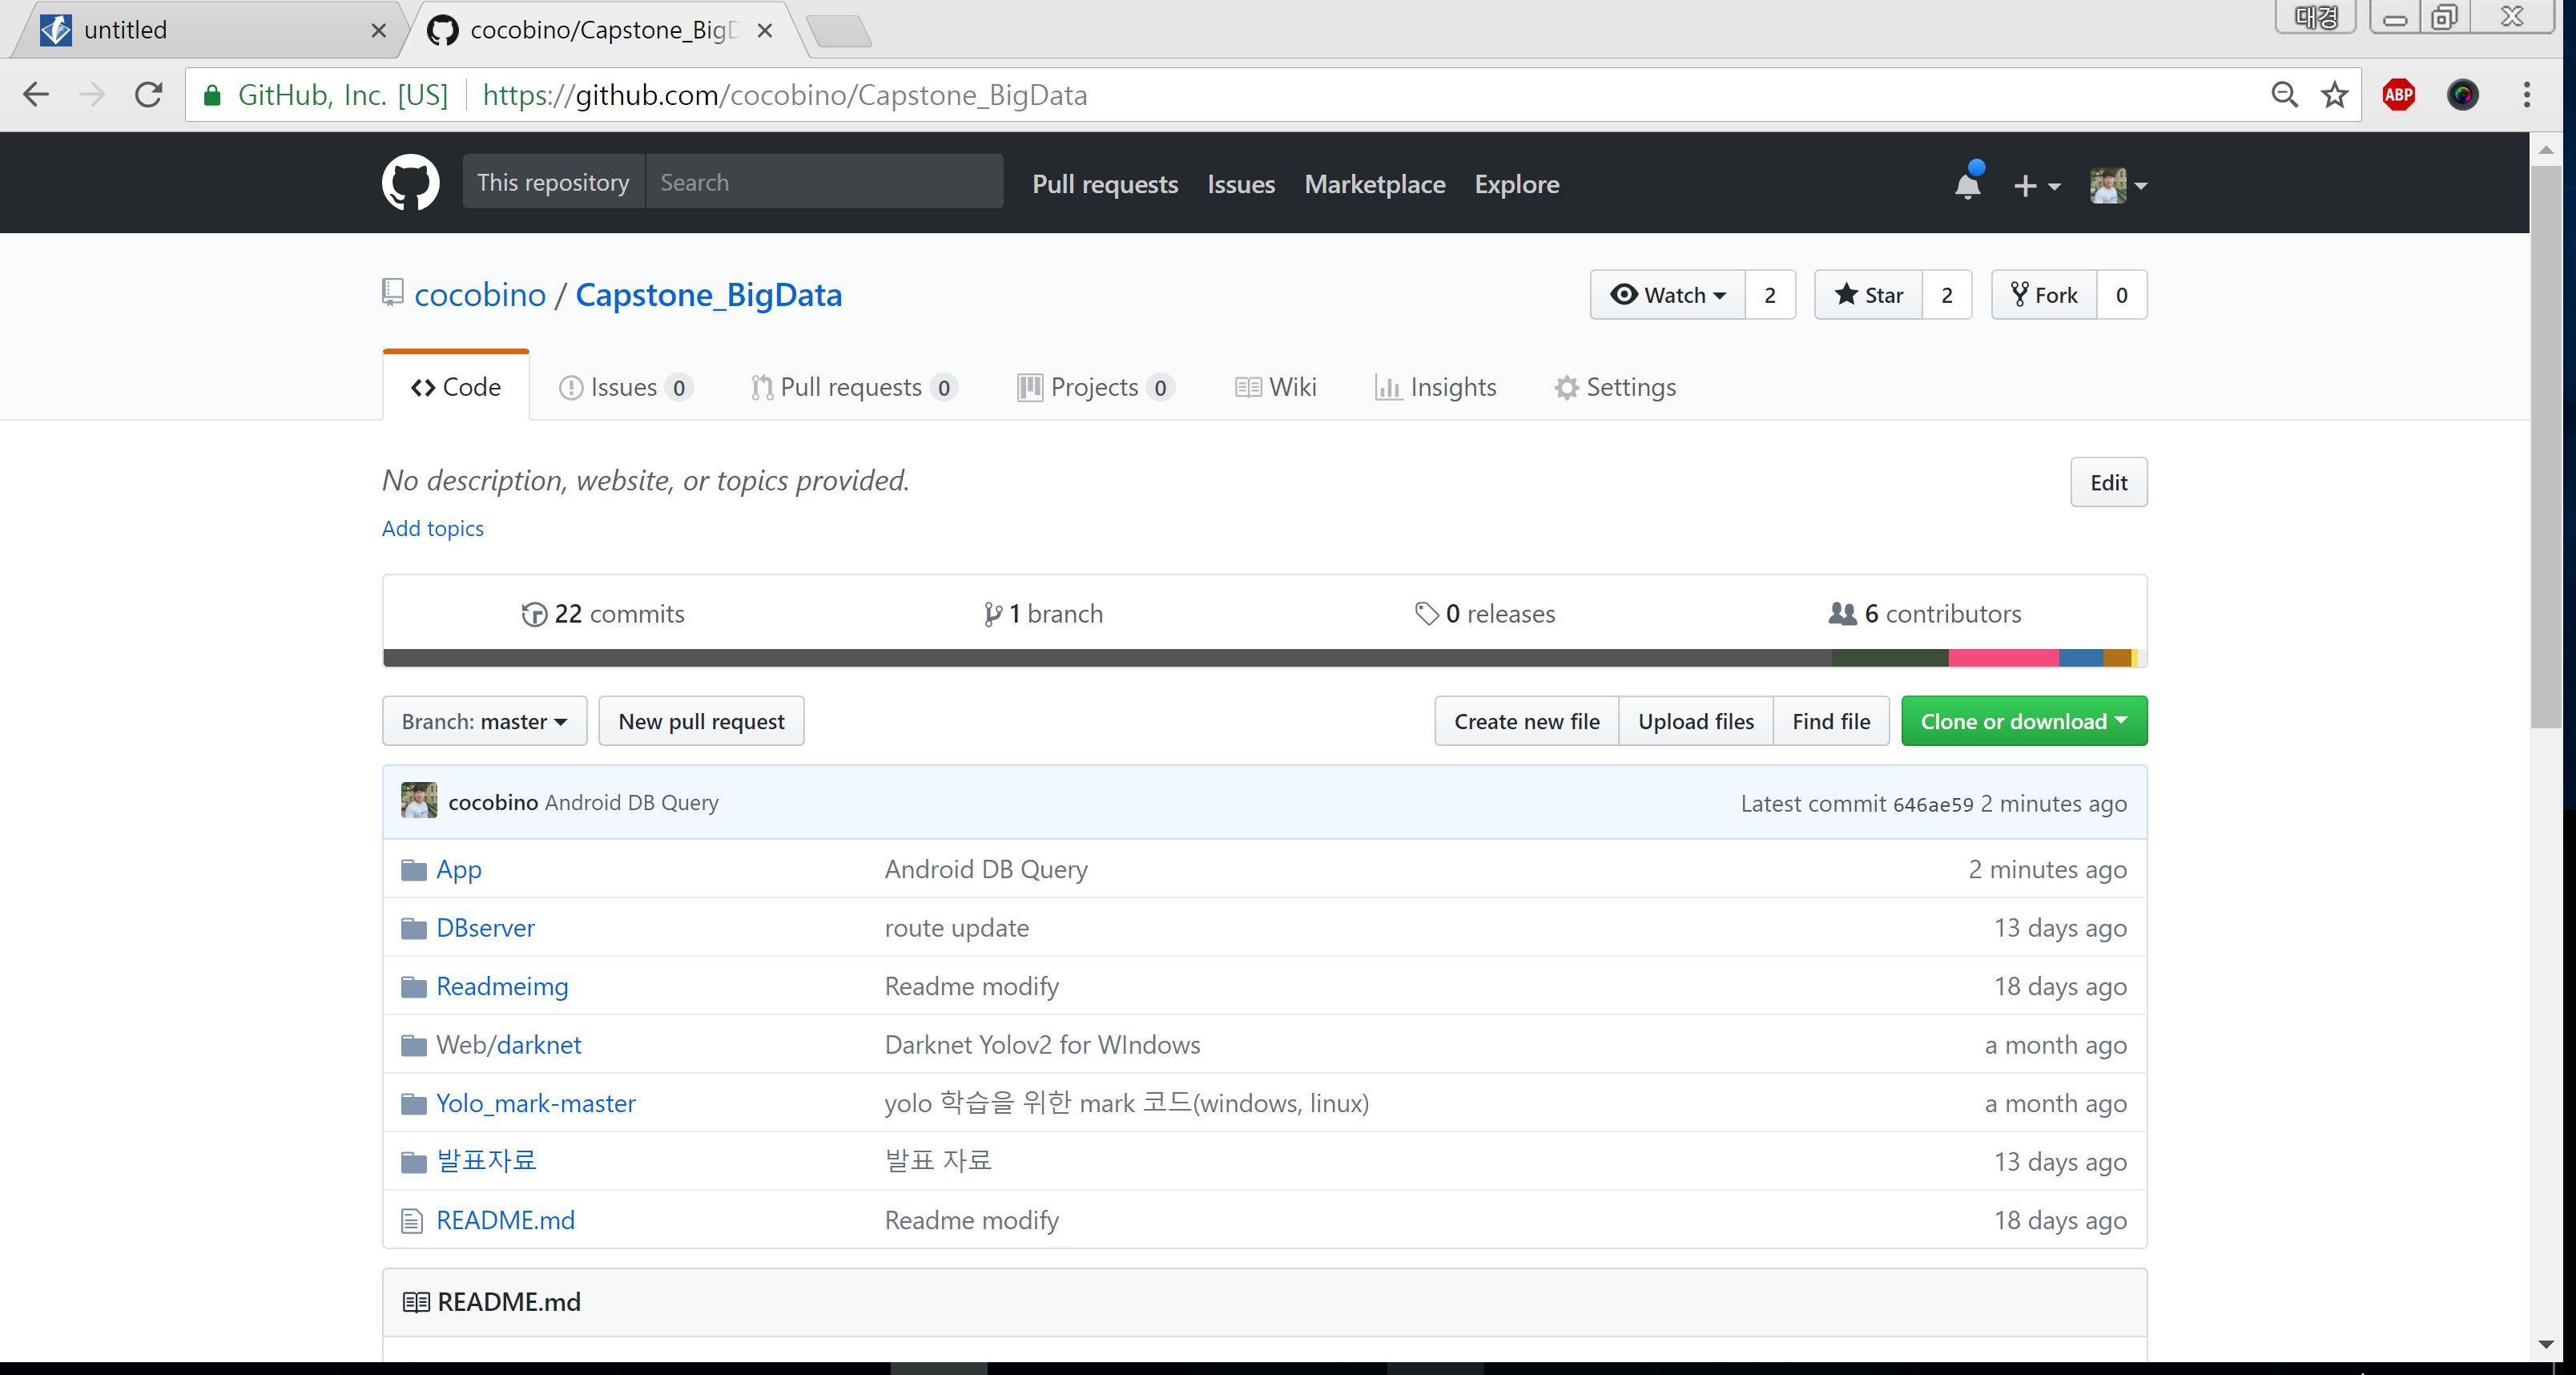 untitled
cocobino/Capstone_BigD
대경
GitHub, Inc. [US] https://github.com/cocobino/Capstone_BigData
ABP
This repository Search Pull requests Issues Marketplace Explore
cocobino / Capstone_BigData
Watch 2 Star 2 Fork 0
Code Issues 0 Pull requests 0 Projects 0 Wiki Insights Settings
No description, website, or topics provided.
Edit
Add topics
22 commits 1 branch 0 releases 6 contributors
Branch: master New pull request Create new file Upload files Find file Clone or download
cocobino Android DB Query Latest commit 646ae59 2 minutes ago
App Android DB Query 2 minutes ago
DBserver route update 13 days ago
Readmeimg Readme modify 18 days ago
Web/darknet Darknet Yolov2 for WIndows a month ago
Yolo_mark-master yolo 학습을 위한 mark 코드(windows, linux) a month ago
발표자료 발표 자료 13 days ago
README.md Readme modify 18 days ago
README.md